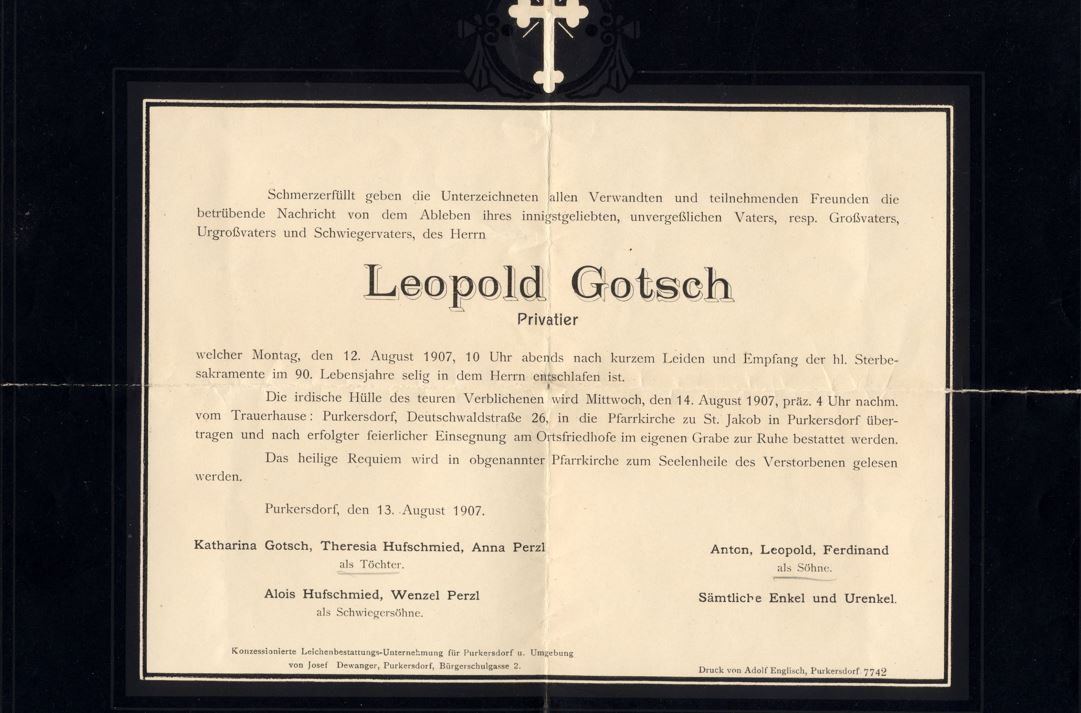 Schmerzerfüllt geben die Unterzeichneten allen Verwandten und teilnehmenden Freunden die
betrübende Nachricht von dem Ableben ihres innigstgeliebten, unvergeßlichen Vaters, resp. Großvaters,
Urgroßvaters und Schwiegervaters, des Herrn
Leopold Gotsch
Privatier
welcher Montag, den 12. August 1907, 10 Uhr abends nach kurzem Leiden und Empfang der hl. Sterbe-
sakramente im 90. Lebensjahre selig in dem Herrn entschlafen ist.
Die irdische Hülle des teuren Verblichenen wird Mittwoch, den 14. August 1907, präz. 4 Uhr nachm.
vom Trauerhause: Purkersdorf, Deutschwaldstraße 26, in die Pfarrkirche zu St. Jakob in Purkersdorf über-
tragen und nach erfolgter feierlicher Einsegnung am Ortsfriedhofe im eigenen Grabe zur Ruhe bestattet werden.
Das heilige Requiem wird in obgenannter Pfarrkirche zum Seelenheile des Verstorbenen gelesen
werden.
Purkersdorf, den 13. August 1907.
Katharina Gotsch, Theresia Hufschmied, Anna Perzl
als Töchter.
Alois Hufschmied, Wenzel Perzl
als Schwiegersöhne.
Anton, Leopold, Ferdinand
als Söhne.
Sämtliche Enkel und Urenkel.
Konzessionierte Leichenbestattungs-Unternehmung für Purkersdorf u. Umgebung
von Josef Dewanger, Purkersdorf, Bürgerschulgasse 2.
Druck von Adolf Englisch, Purkersdorf 7742